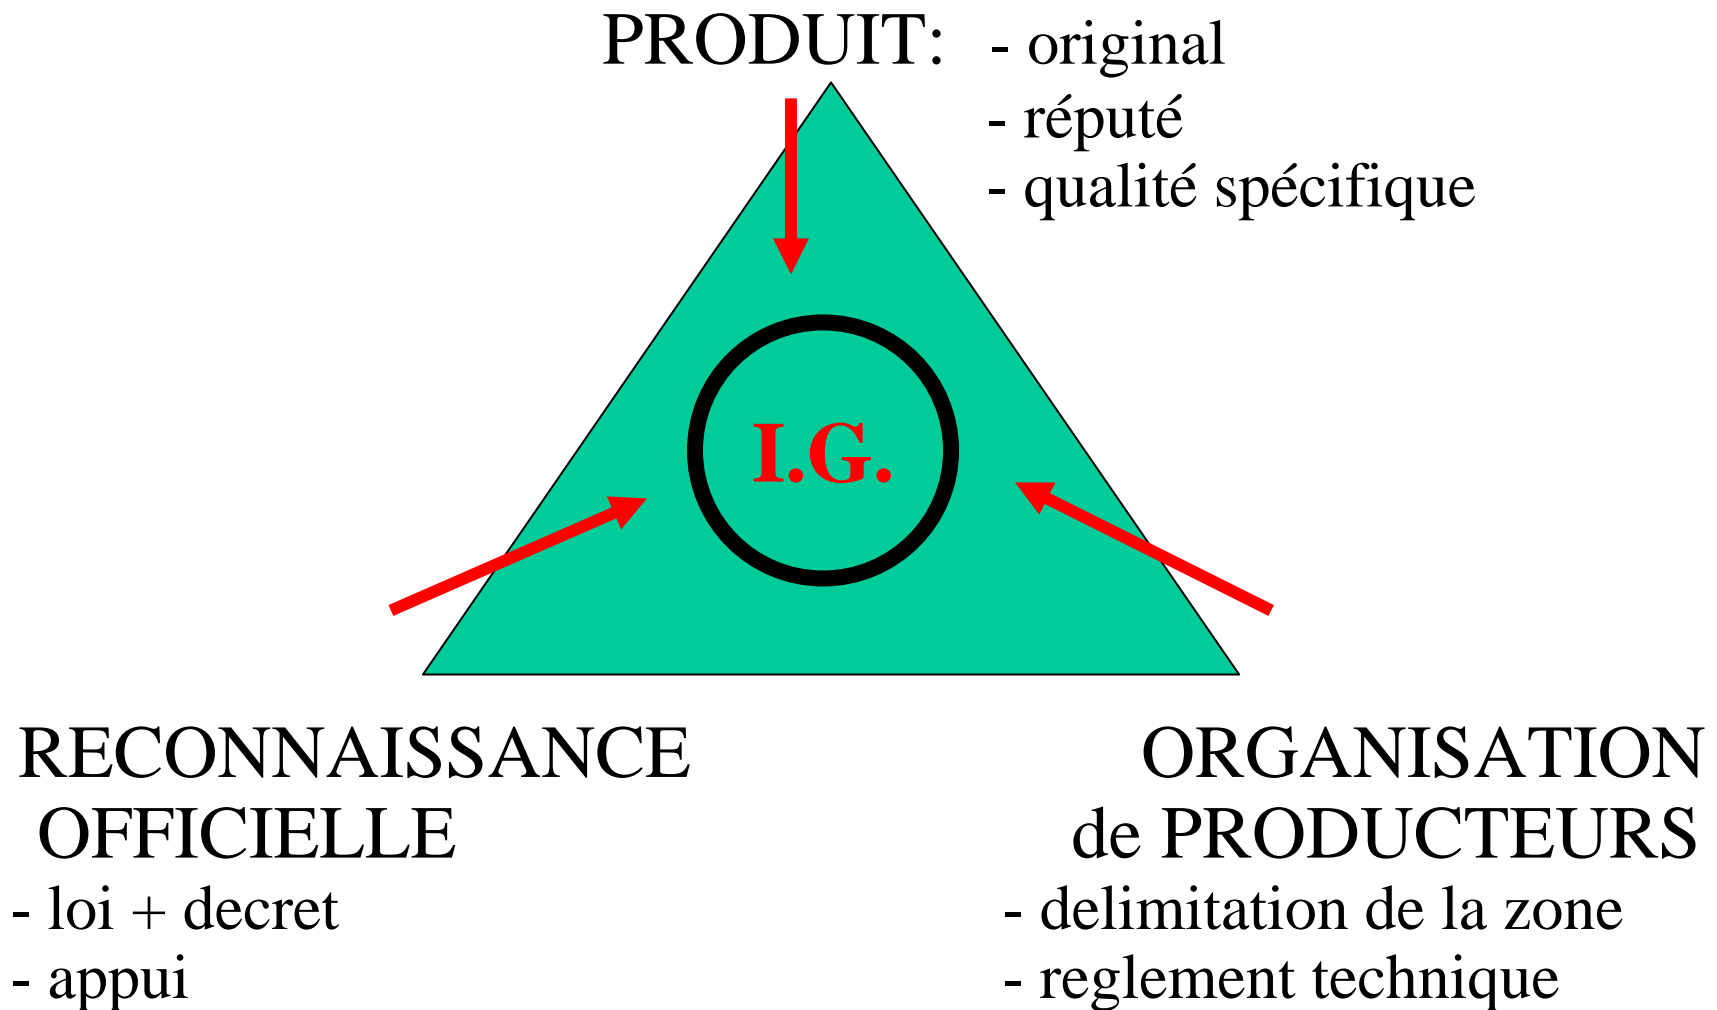 PRODUIT: - original
- réputé
- qualité spécifique
I.G.
RECONNAISSANCE
OFFICIELLE
- loi + decret
- appui
ORGANISATION
de PRODUCTEURS
- delimitation de la zone
- reglement technique